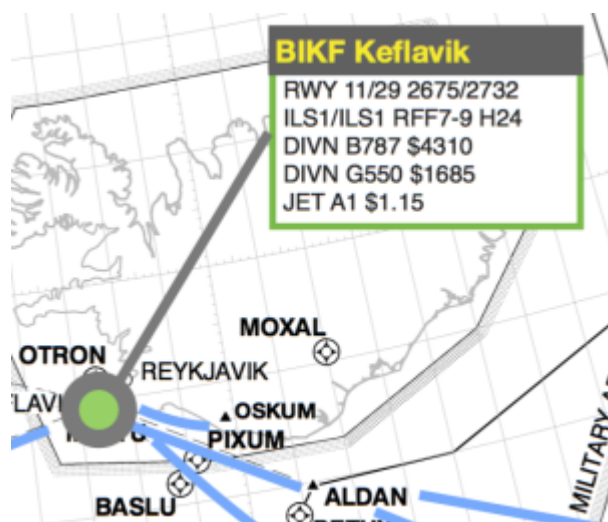 BIKF Keflavik
RWY 11/29 2675/2732
ILS1/ILS1 RFF7-9 H24
DIVN B787 $4310
DIVN G550 $1685
JET A1 $1.15
MOXAL
OTRON
REYKJAVIK
OSKUM
PIXUM
BASLU
ALDAN
MILITARY